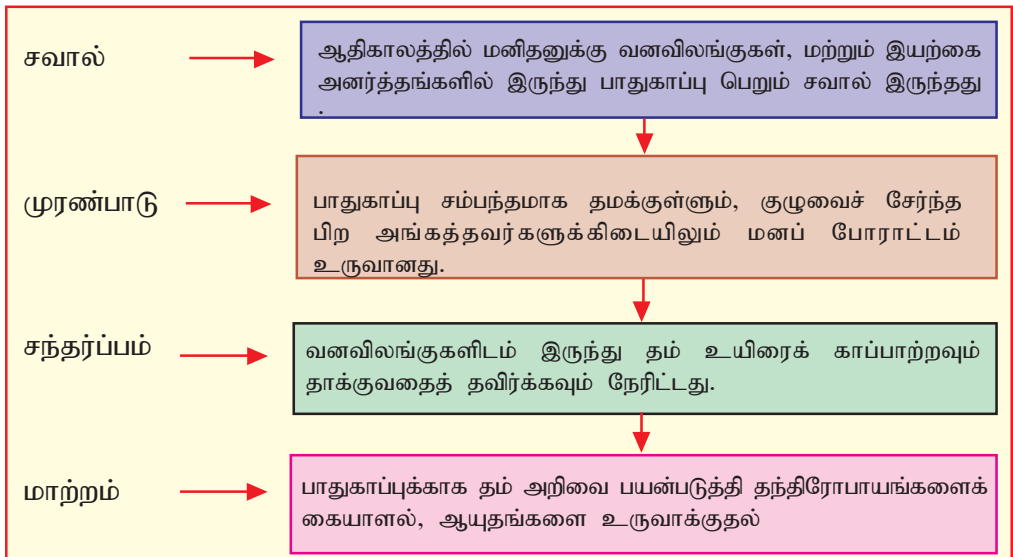 சவால்
ஆதிகாலத்தில் மனிதனுக்கு வனவிலங்குகள், மற்றும் இயற்கை
அனர்த்தங்களில் இருந்து பாதுகாப்பு பெறும் சவால் இருந்தது
.
முரண்பாடு
பாதுகாப்பு சம்பந்தமாக தமக்குள்ளும், குழுவைச் சேர்ந்த
பிற அங்கத்தவர்களுக்கிடையிலும் மனப் போராட்டம்
உருவானது.
சந்தர்ப்பம்
வனவிலங்குகளிடம் இருந்து தம் உயிரைக் காப்பாற்றவும்
தாக்குவதைத் தவிர்க்கவும் நேரிட்டது.
மாற்றம்
பாதுகாப்புக்காக தம் அறிவை பயன்படுத்தி தந்திரோபாயங்களைக்
கையாளல், ஆயுதங்களை உருவாக்குதல்